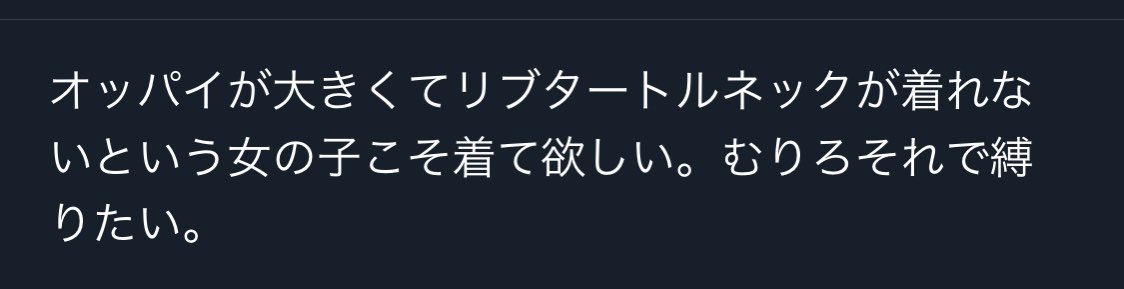 オッパイが大きくてリブタートルネックが着れな
いという女の子こそ着て欲しい。むりろそれで縛
りたい。